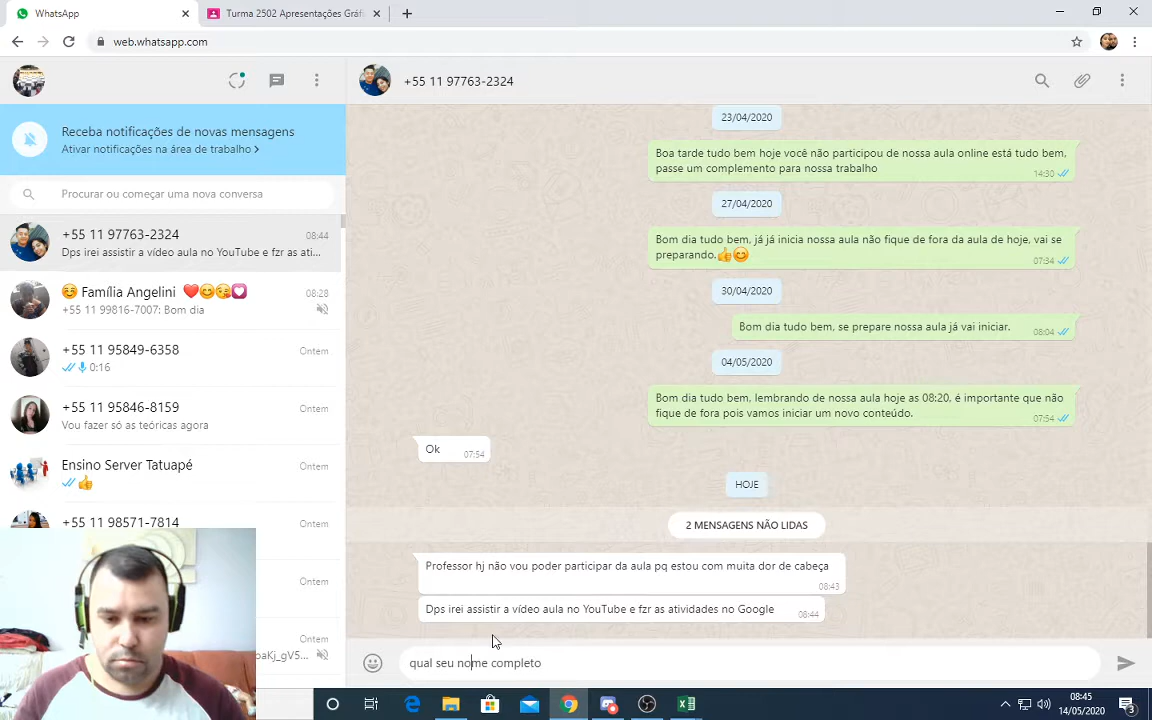 WhatsApp
Turma 2502 Apresentações Gráfi
web.whatsapp.com
Receba notificações de novas mensagens
Ativar notificações na área de trabalho >
Procurar ou começar uma nova conversa
+55 11 97763-2324
08:44
Dps irei assistir a vídeo aula no YouTube e fzr as ati...
☺️ Família Angelini ❤️😊😘💟
08:28
+55 11 99816-7007: Bom dia
+55 11 95849-6358
Ontem
0:16
+55 11 95846-8159
Ontem
Vou fazer só as teóricas agora
Ensino Server Tatuapé
Ontem
👍
+55 11 98571-7814
Ontem
Ontem
Ontem
+55 11 97763-2324
23/04/2020
Boa tarde tudo bem hoje você não participou de nossa aula online está tudo bem,
passe um complemento para nossa trabalho
14:30
27/04/2020
Bom dia tudo bem, já já inicia nossa aula não fique de fora da aula de hoje, vai se
preparando.👍😊
07:34
30/04/2020
Bom dia tudo bem, se prepare nossa aula já vai iniciar.
08:04
04/05/2020
Bom dia tudo bem, lembrando de nossa aula hoje as 08:20, é importante que não
fique de fora pois vamos iniciar um novo conteúdo.
07:54
Ok
07:54
HOJE
2 MENSAGENS NÃO LIDAS
Professor hj não vou poder participar da aula pq estou com muita dor de cabeça
08:43
Dps irei assistir a vídeo aula no YouTube e fzr as atividades no Google
08:44
qual seu nome completo
08:45
14/05/2020
3